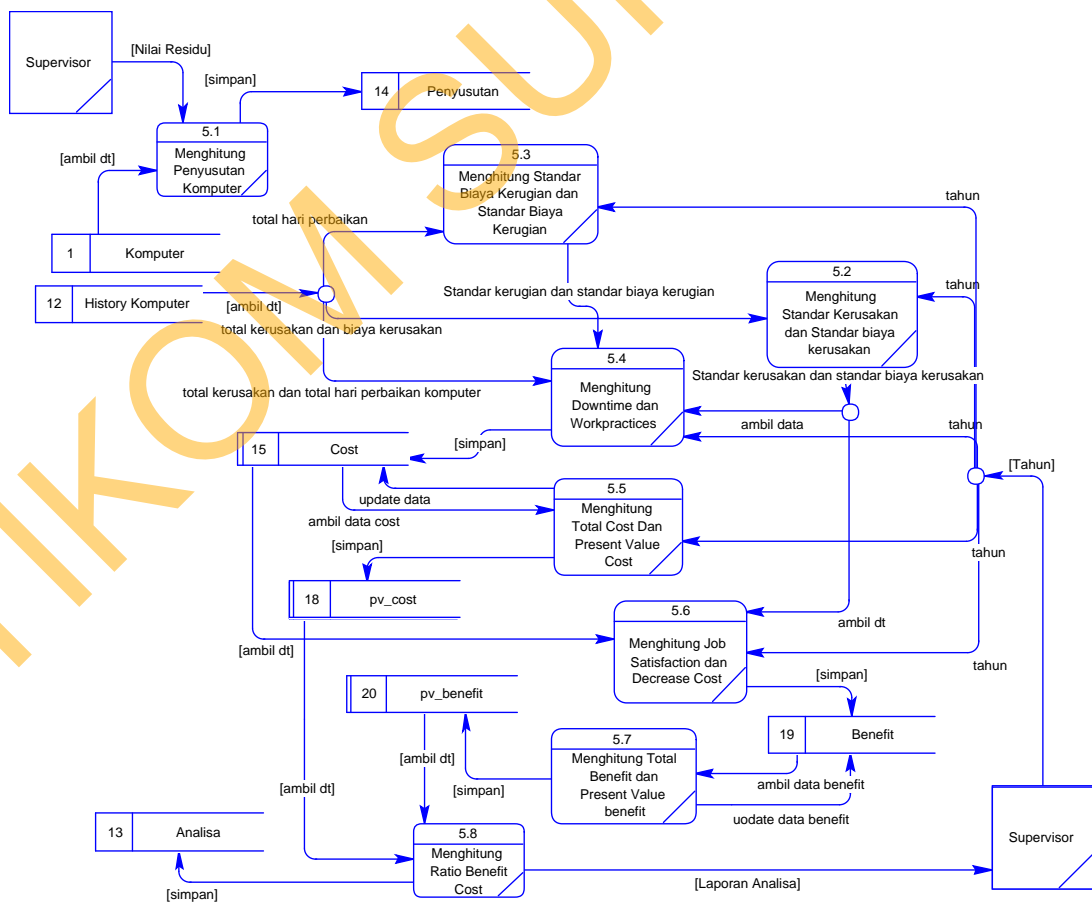 Supervisor
[Nilai Residu]
[simpan]
14 Penyusutan
5.1
Menghitung
Penyusutan
Komputer
[ambil dt]
1 Komputer
12 History Komputer
[ambil dt]
total hari perbaikan
5.3
Menghitung Standar
Biaya Kerugian dan
Standar Biaya
Kerugian
tahun
Standar kerugian dan standar biaya kerugian
5.2
Menghitung
Standar Kerusakan
dan Standar biaya
kerusakan
tahun
total kerusakan dan biaya kerusakan
5.4
Menghitung
Downtime dan
Workpractices
Standar kerusakan dan standar biaya kerusakan
total kerusakan dan total hari perbaikan komputer
ambil data
tahun
[simpan]
15 Cost
update data
ambil data cost
5.5
Menghitung
Total Cost Dan
Present Value
Cost
[Tahun]
tahun
[simpan]
18 pv_cost
5.6
Menghitung Job
Satisfaction dan
Decrease Cost
ambil dt
[ambil dt]
tahun
[simpan]
20 pv_benefit
19 Benefit
5.7
Menghitung Total
Benefit dan
Present Value
benefit
[ambil dt]
[simpan]
ambil data benefit
uodate data benefit
[ambil dt]
13 Analisa
5.8
Menghitung
Ratio Benefit
Cost
[simpan]
[Laporan Analisa]
Supervisor
IKOM SU